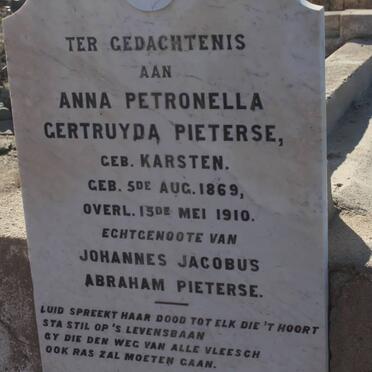 TER GEDACHTENIS
AAN
ANNA PETRONELLA
GERTRUYDA PIETERSE,
GEB. KARSTEN.
GEB. 5DE AUG. 1869,
OVERL. 13DE MEI 1910.
ECHTGENOOTE VAN
JOHANNES JACOBUS
ABRAHAM PIETERSE.
LUID SPREEKT HAAR DOOD TOT ELK DIE 'T HOORT
STA STIL OP 'S LEVENSBAAN
GY DIE DEN WEG VAN ALLE VLEESCH
OOK RAS ZAL MOETEN GAAN.